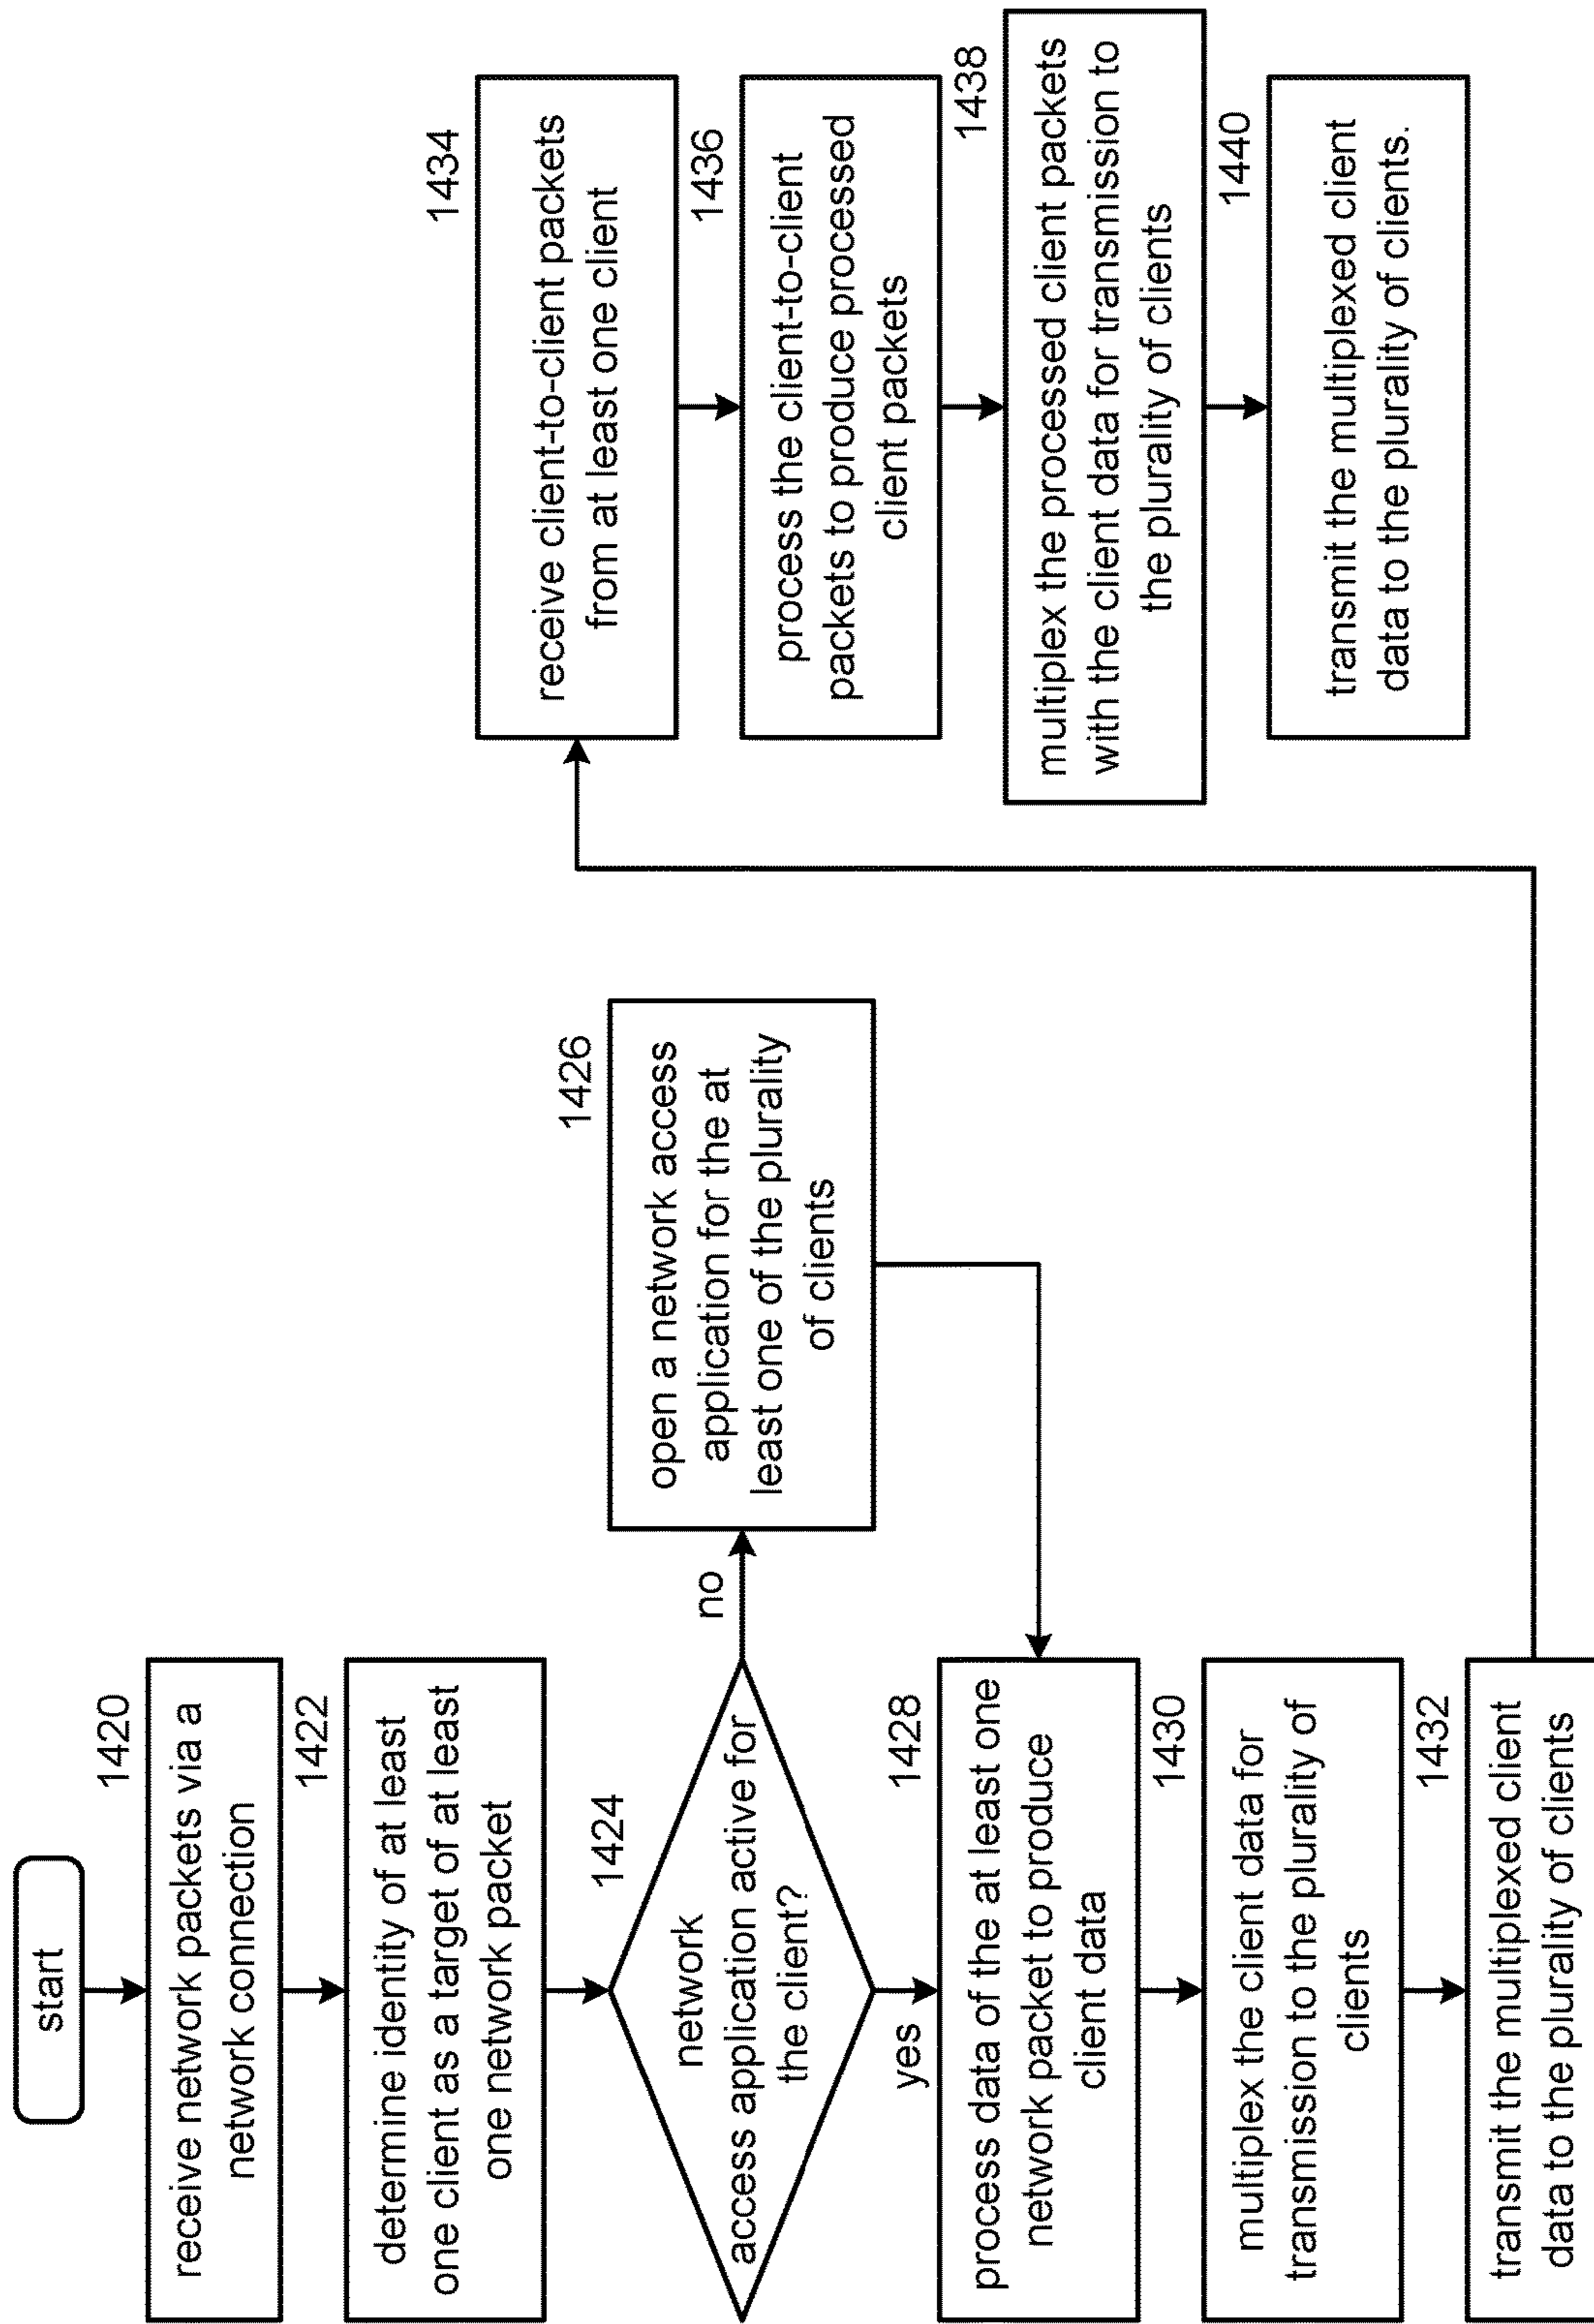 start
1420
receive network packets via a
network connection
1422
determine identity of at least
one client as a target of at least
one network packet
1424
network
access application active for
the client?
no
yes
1426
open a network access
application for the at
least one of the plurality
of clients
1428
process data of the at least one
network packet to produce
client data
1430
multiplex the client data for
transmission to the plurality of
clients
1432
transmit the multiplexed client
data to the plurality of clients
1434
receive client-to-client packets
from at least one client
1436
process the client-to-client
packets to produce processed
client packets
1438
multiplex the processed client packets
with the client data for transmission to
the plurality of clients
1440
transmit the multiplexed client
data to the plurality of clients.